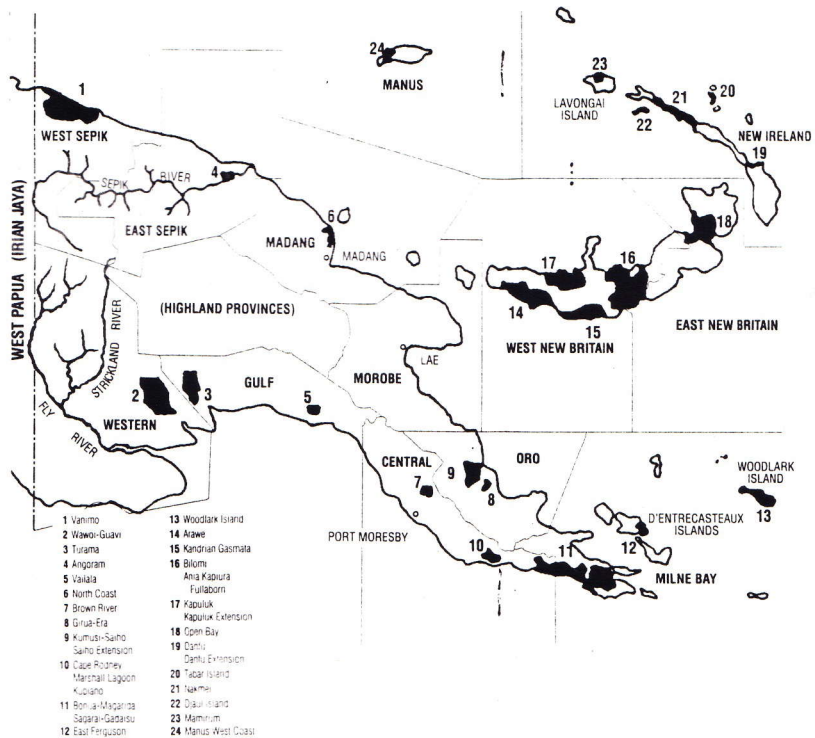 24
MANUS
23
LAVONGAI
ISLAND
20
21
22
NEW IRELAND
19
1
WEST SEPIK
SEPIK
RIVER
4
EAST SEPIK
6
MADANG
MADANG
18
17
16
14
15
WEST NEW BRITAIN
EAST NEW BRITAIN
WEST PAPUA (IRIAN JAYA)
STRICKLAND
RIVER
(HIGHLAND PROVINCES)
LAE
MOROBE
GULF
2
3
5
WESTERN
FLY
RIVER
CENTRAL
ORO
9
8
7
PORT MORESBY
10
11
WOODLARK
ISLAND
13
D'ENTRECASTEAUX
ISLANDS
12
MILNE BAY
1 Vanimo
2 Wawoi-Guavi
3 Turama
4 Angoram
5 Vailala
6 North Coast
7 Brown River
8 Girua-Era
9 Kumusi-Saiho
Saiho Extension
10 Cape Rodney
Marshall Lagoon
Kupiano
11 Bonua-Magarida
Sagarai-Gadaisu
12 East Ferguson
13 Woodlark Island
14 Arawe
15 Kandrian Gasmata
16 Bilomi
Ania Kapiura
Fullaborn
17 Kapuluk
Kapuluk Extension
18 Open Bay
19 Danfu
Danfu Extension
20 Tabar Island
21 Nakmei
22 Djaul Island
23 Mamirum
24 Manus West Coast